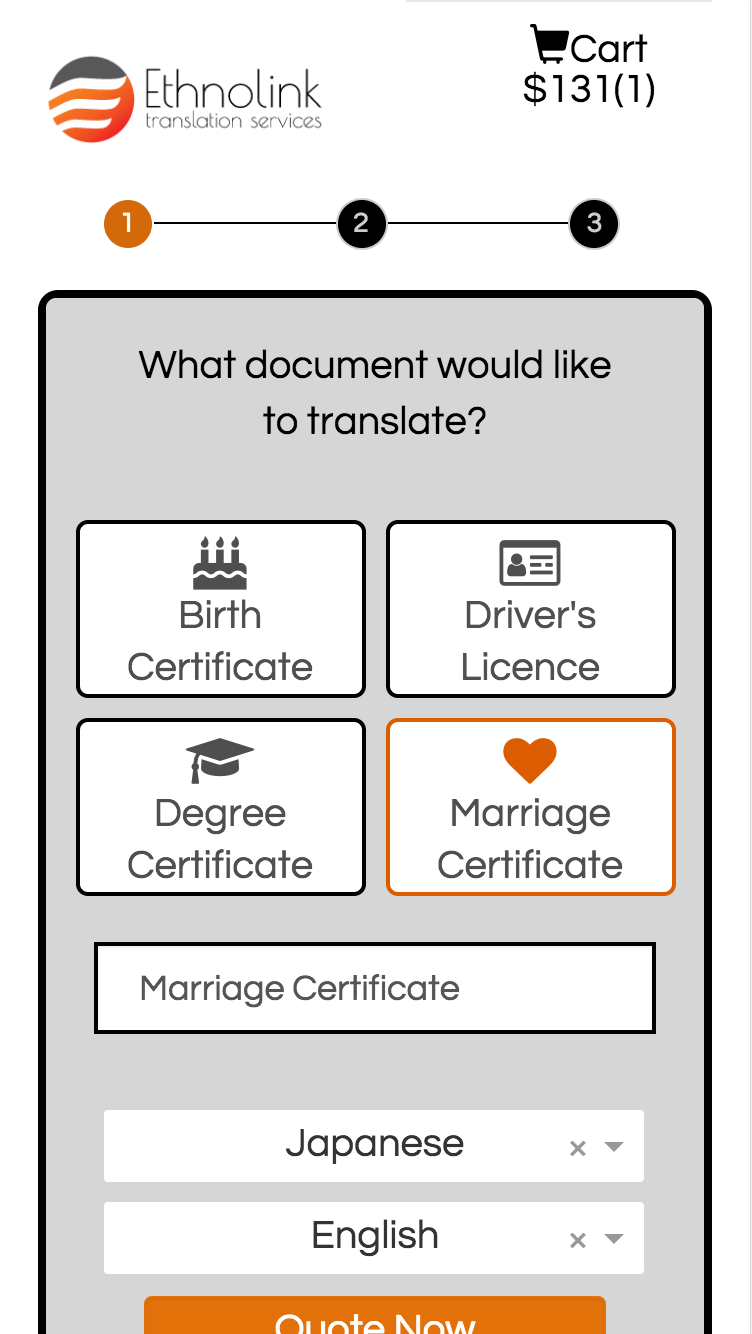 Cart
$131(1)
Ethnolink
translation services
1
2
3
What document would like
to translate?
Birth
Certificate
Driver's
Licence
Degree
Certificate
Marriage
Certificate
Marriage Certificate
Japanese × 
English ×
Quote Now